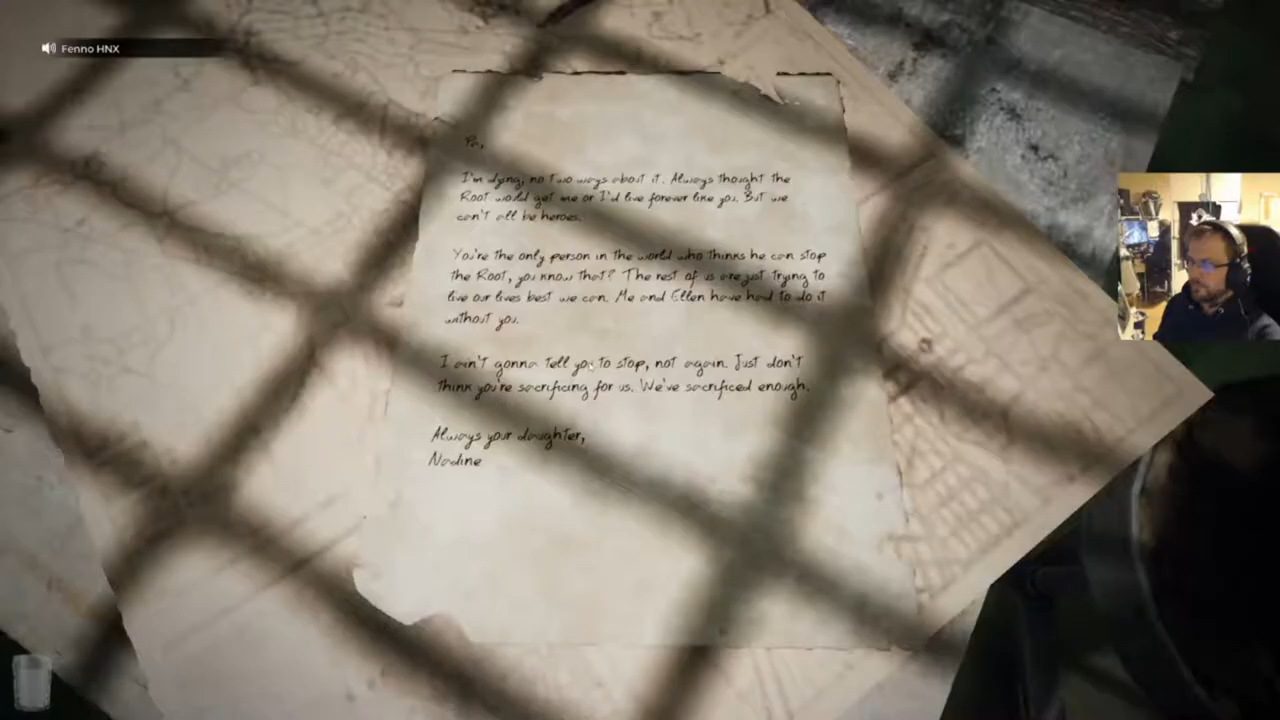 Fenno HNX
Pa,
I'm dying, no two ways about it. Always thought the
Root would get me or I'd live forever like you. But we
can't all be heroes.
You're the only person in the world who thinks he can stop
the Root, you know that? The rest of us are just trying to
live our lives best we can. Me and Ellen have had to do it
without you.
I ain't gonna tell you to stop, not again. Just don't
think you're sacrificing for us. We've sacrificed enough.
Always your daughter,
Nadine